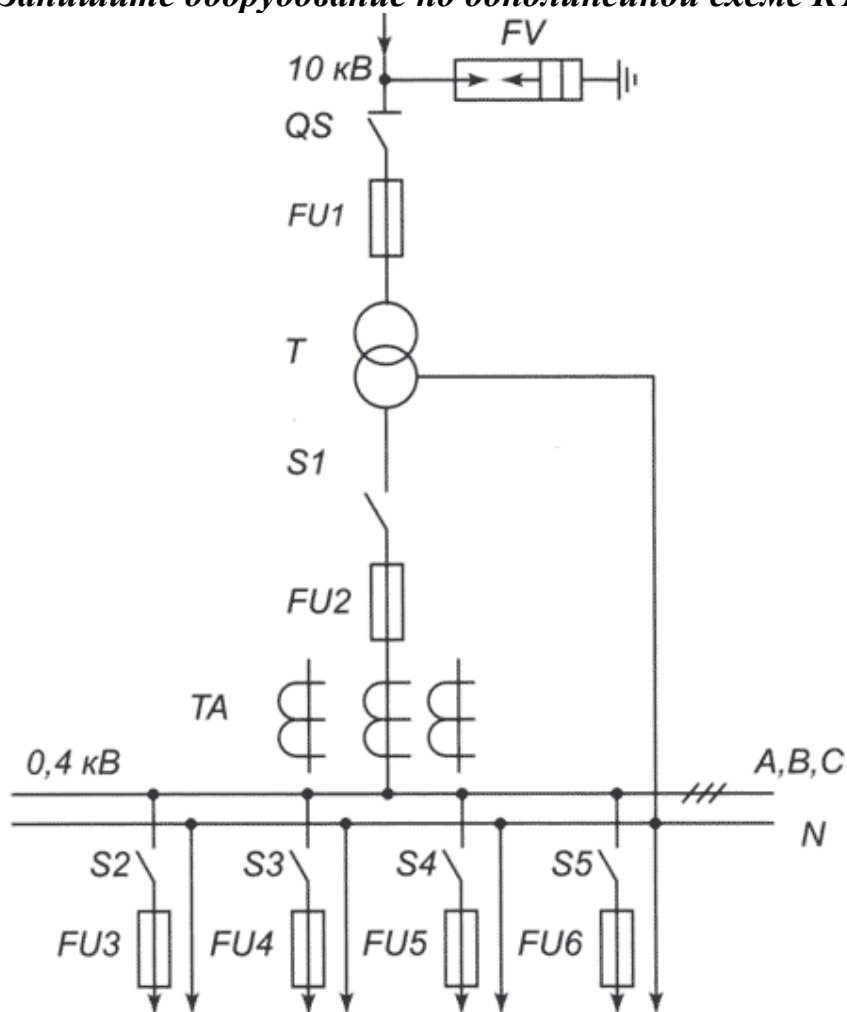 Запишите оборудование по однолинейной схеме КТ
FV
10 кВ
QS
FU1
T
S1
FU2
TA
0,4 кВ
A,B,C
N
S2
S3
S4
S5
FU3
FU4
FU5
FU6